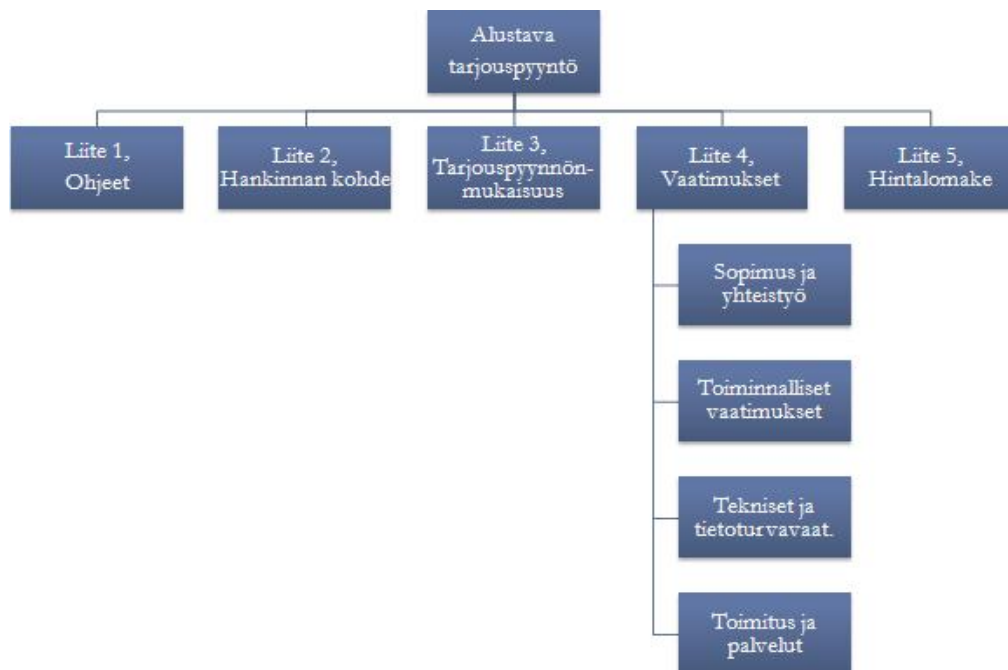 Alustava
tarjouspyyntö
Liite 1,
Ohjeet
Liite 2,
Hankinnan kohde
Liite 3,
Tarjouspyynnön-
mukaisuus
Liite 4,
Vaatimukset
Liite 5,
Hintalomake
Sopimus ja
yhteistyö
Toiminnalliset
vaatimukset
Tekniset ja
tietoturvavaat.
Toimitus ja
palvelut